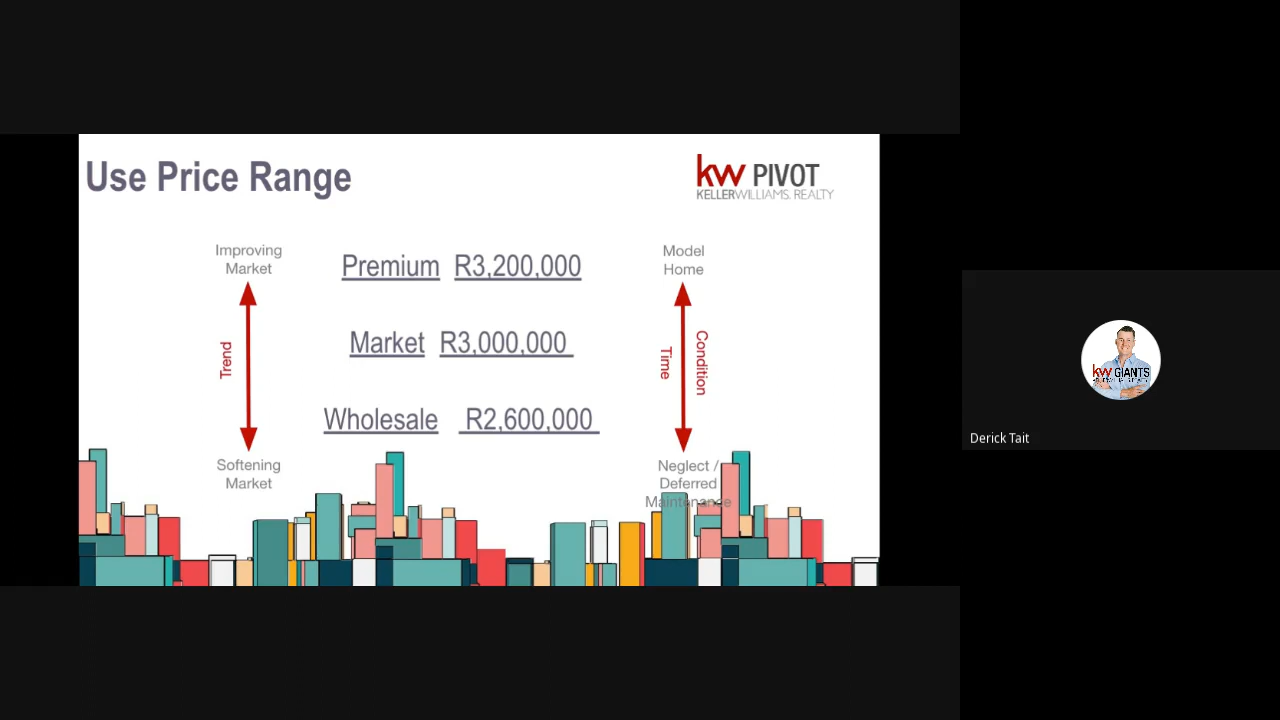 Use Price Range
kw PIVOT
KELLERWILLIAMS. REALTY
Improving
Market
Premium R3,200,000
Model
Home
Trend
Market R3,000,000
Time
Condition
Wholesale R2,600,000
Softening
Market
Neglect /
Deferred
Maintenance
kw GIANTS
Derick Tait